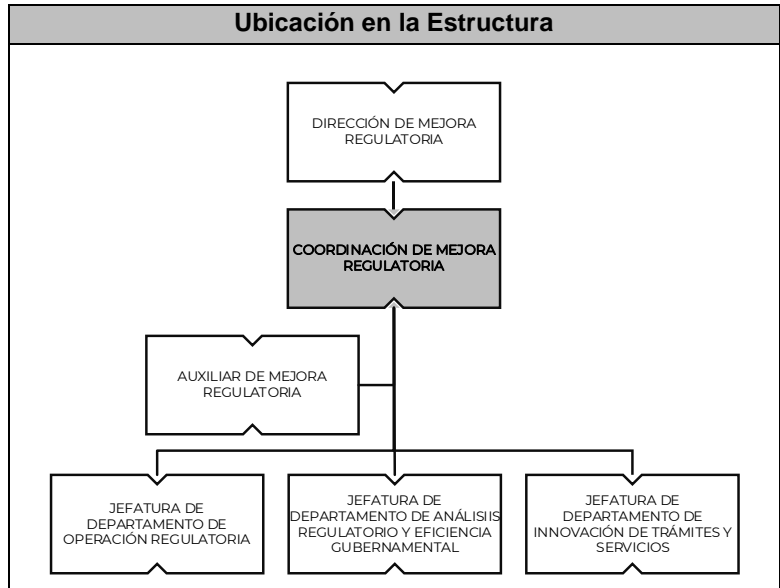 Ubicación en la Estructura
DIRECCIÓN DE MEJORA
REGULATORIA
COORDINACIÓN DE MEJORA
REGULATORIA
AUXILIAR DE MEJORA
REGULATORIA
JEFATURA DE
DEPARTAMENTO DE
OPERACIÓN REGULATORIA
JEFATURA DE
DEPARTAMENTO DE ANÁLISIS
REGULATORIO Y EFICIENCIA
GUBERNAMENTAL
JEFATURA DE
DEPARTAMENTO DE
INNOVACIÓN DE TRÁMITES Y
SERVICIOS